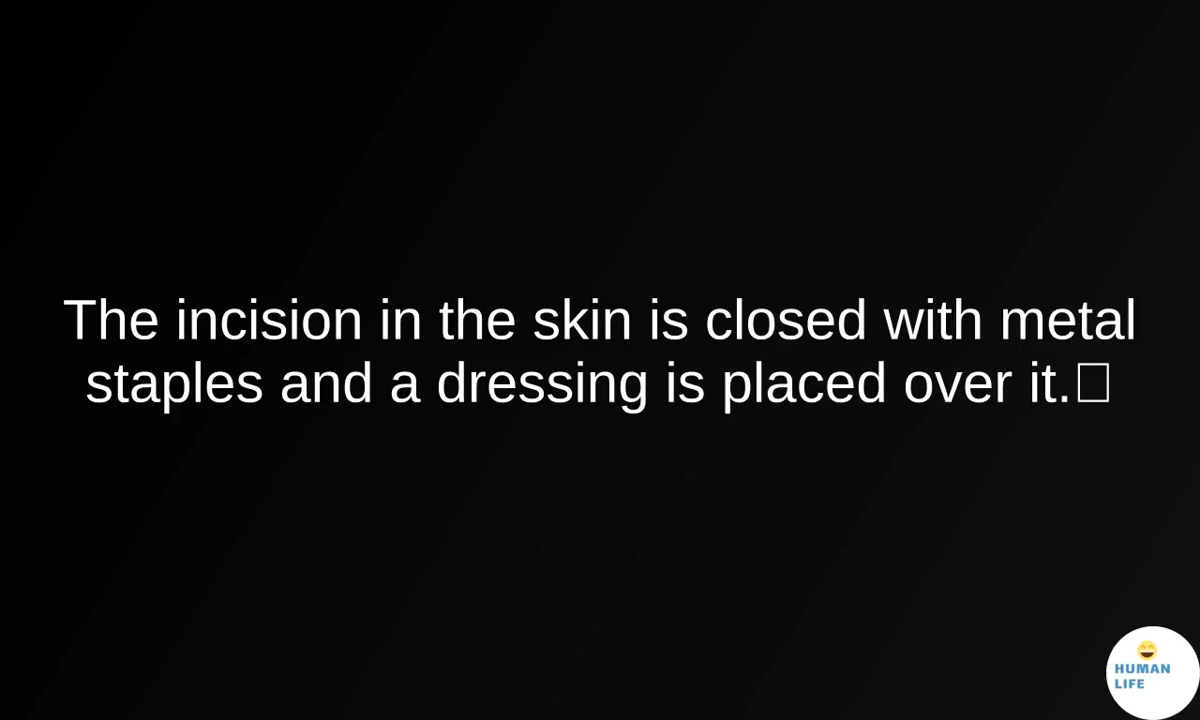 The incision in the skin is closed with metal
staples and a dressing is placed over it.
HUMAN
LIFE